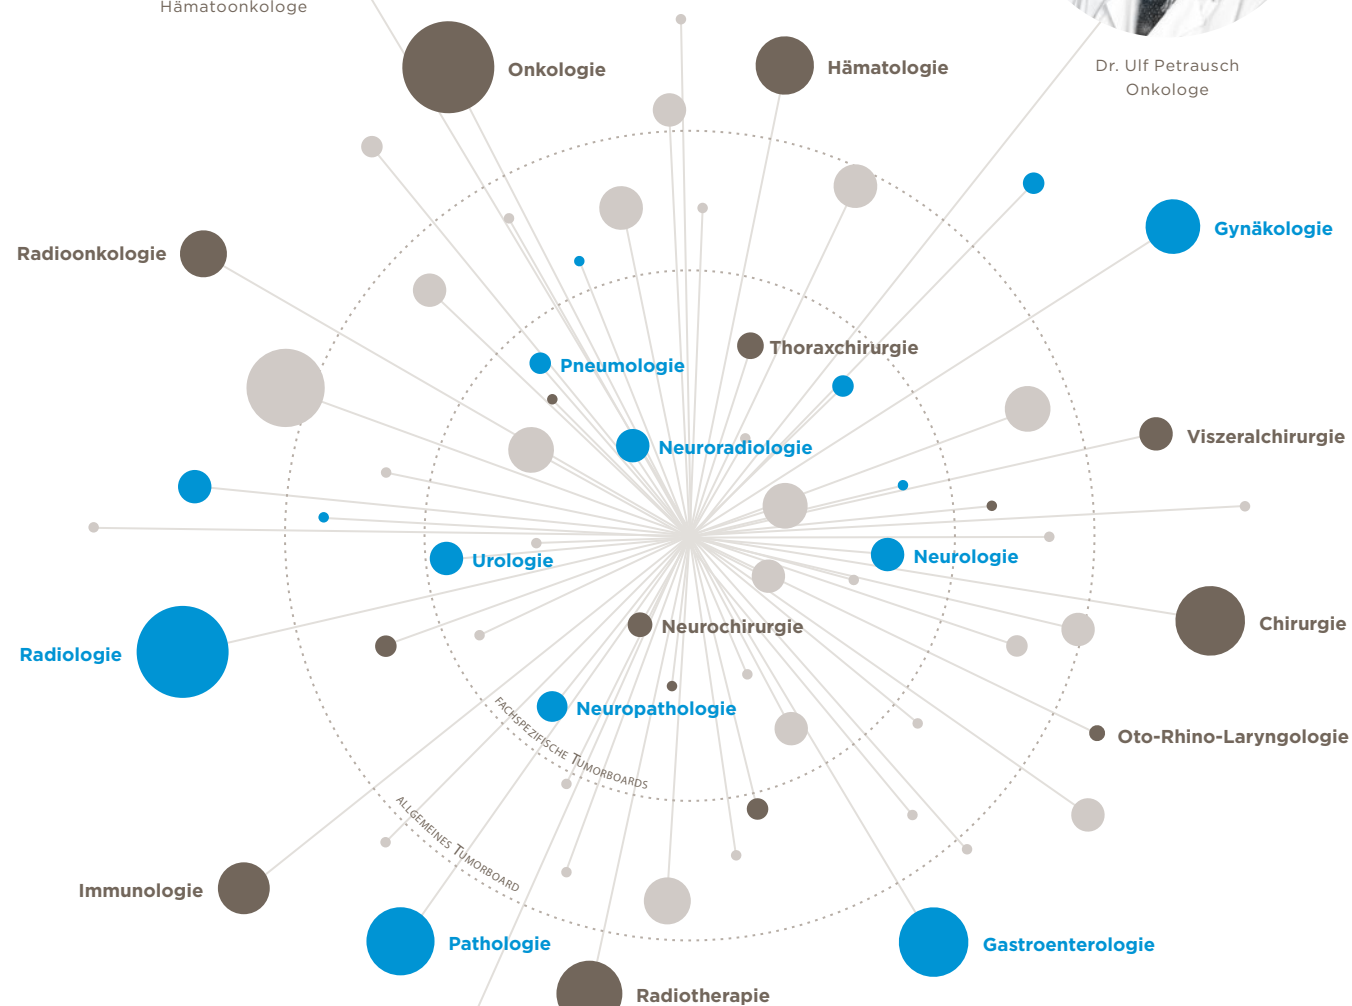 Hämatoonkologe
Onkologie
Hämatologie
Dr. Ulf Petrausch
Onkologe
Gynäkologie
Radioonkologie
Thoraxchirurgie
Pneumologie
Viszeralchirurgie
Neuroradiologie
Urologie
Neurologie
Chirurgie
Neurochirurgie
Radiologie
Neuropathologie
FACHSPEZIFISCHE TUMORBOARDS
Oto-Rhino-Laryngologie
ALLGEMEINES TUMORBOARD
Immunologie
Pathologie
Gastroenterologie
Radiotherapie